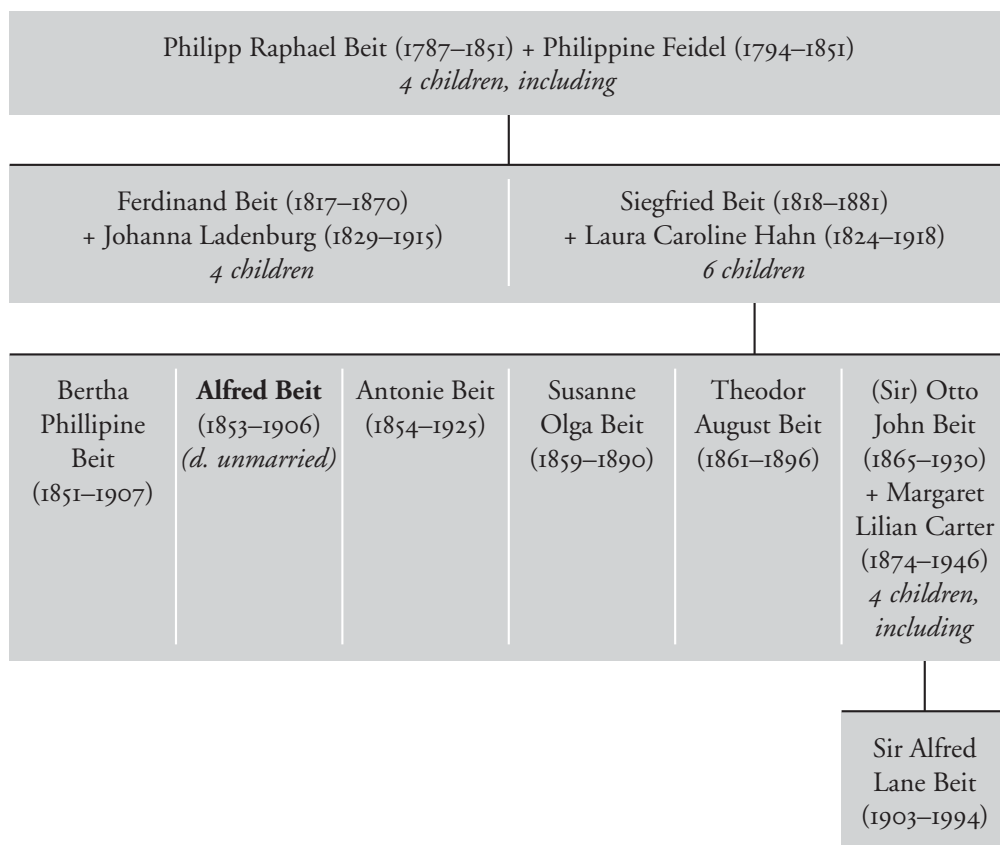 Philipp Raphael Beit (1787–1851) + Philippine Feidel (1794–1851)
4 children, including
Ferdinand Beit (1817–1870)
+ Johanna Ladenburg (1829–1915)
4 children
Siegfried Beit (1818–1881)
+ Laura Caroline Hahn (1824–1918)
6 children
Bertha
Phillipine
Beit
(1851–1907)
Alfred Beit
(1853–1906)
(d. unmarried)
Antonie Beit
(1854–1925)
Susanne
Olga Beit
(1859–1890)
Theodor
August Beit
(1861–1896)
(Sir) Otto
John Beit
(1865–1930)
+ Margaret
Lilian Carter
(1874–1946)
4 children,
including
Sir Alfred
Lane Beit
(1903–1994)